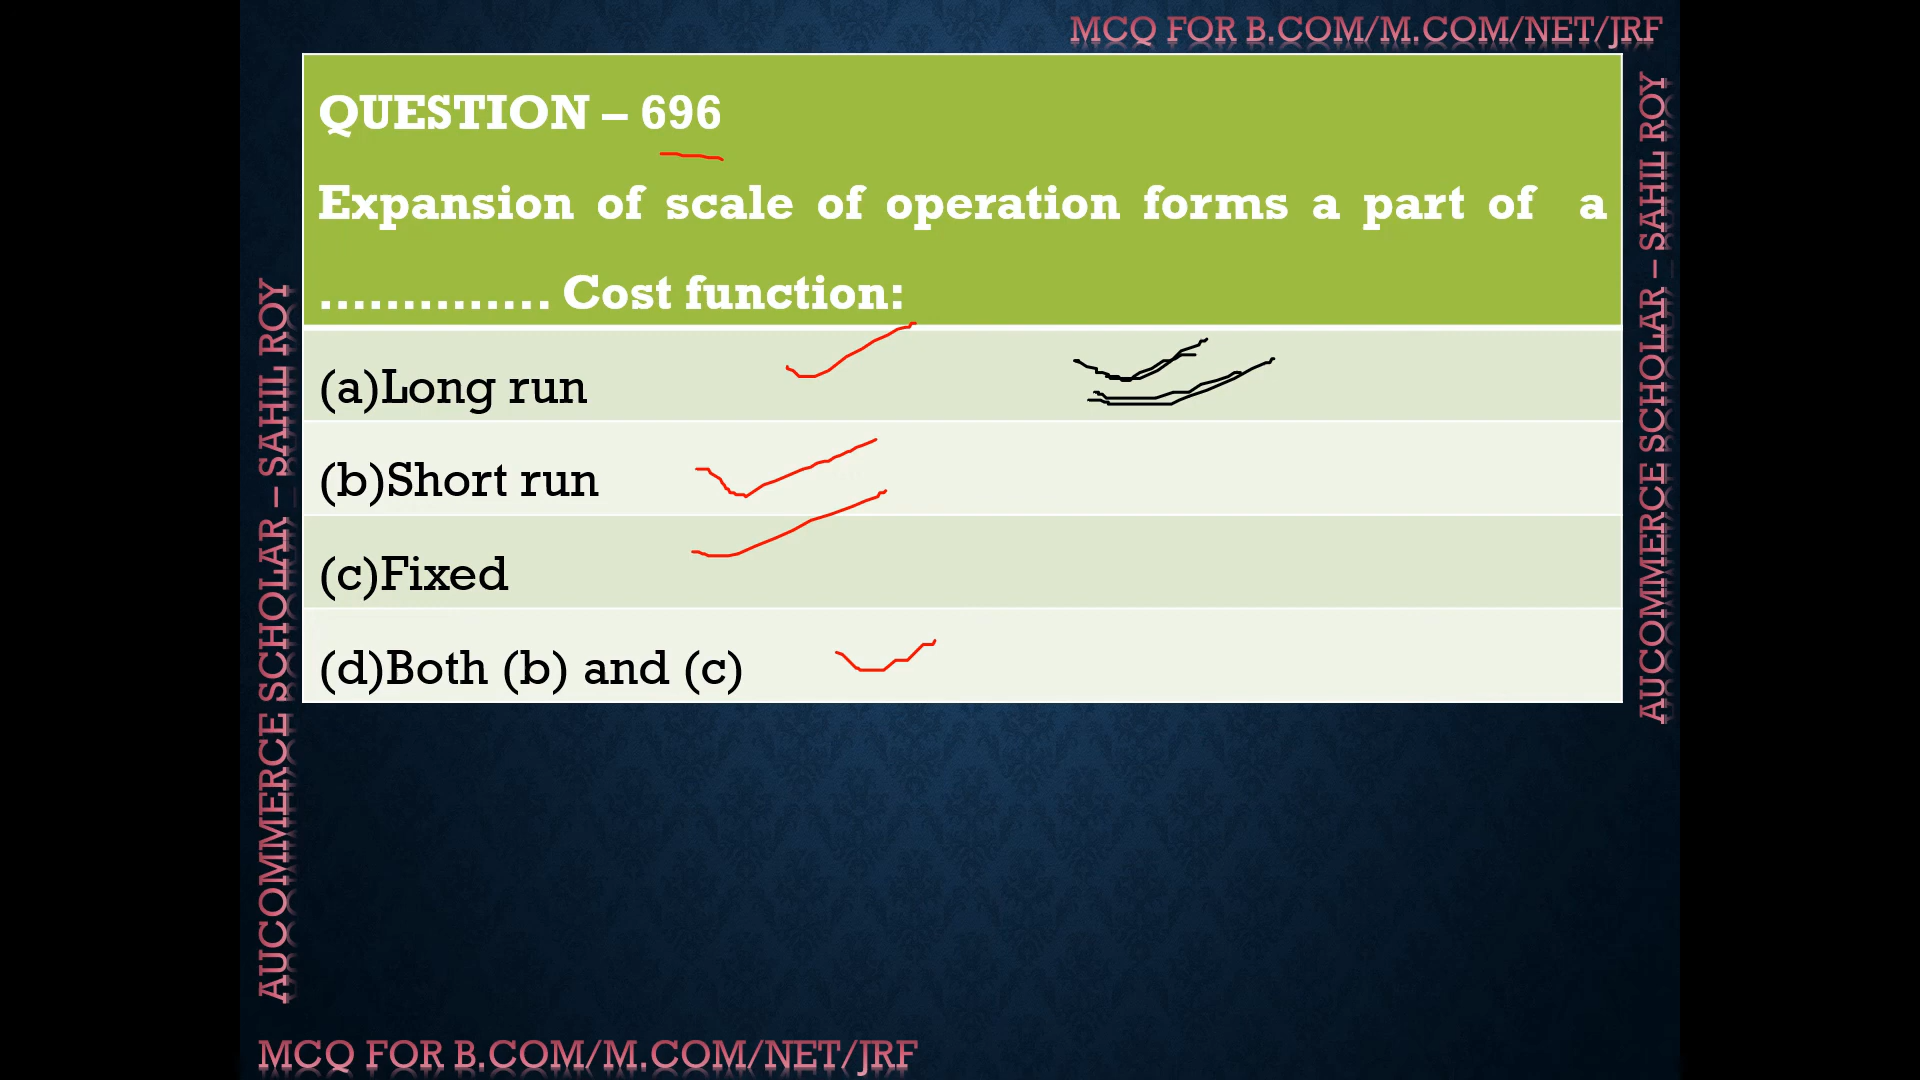 MCQ FOR B.COM/M.COM/NET/JRF
QUESTION – 696
Expansion of scale of operation forms a part of a
.............. Cost function:
(a)Long run
(b)Short run
(c)Fixed
(d)Both (b) and (c)
AUCOMMERCE SCHOLAR – SAHIL ROY
AUCOMMERCE SCHOLAR – SAHIL ROY
MCQ FOR B.COM/M.COM/NET/JRF